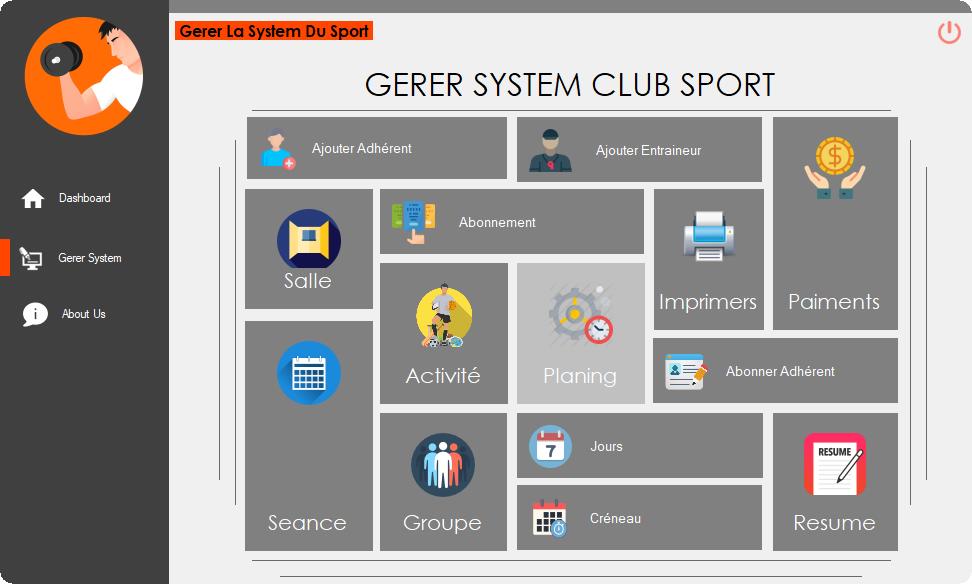 Gerer La System Du Sport
GERER SYSTEM CLUB SPORT
Dashboard
Gerer System
About Us
Ajouter Adhérent
Ajouter Entraineur
Paiments
Salle
Abonnement
Imprimers
Activité
Planing
Abonner Adhérent
Seance
Groupe
7
Jours
Créneau
RESUME
Resume